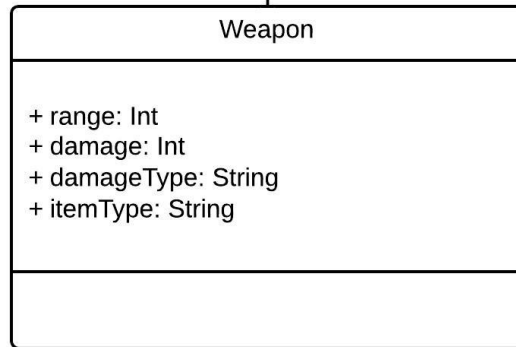 Weapon
+ range: Int
+ damage: Int
+ damageType: String
+ itemType: String